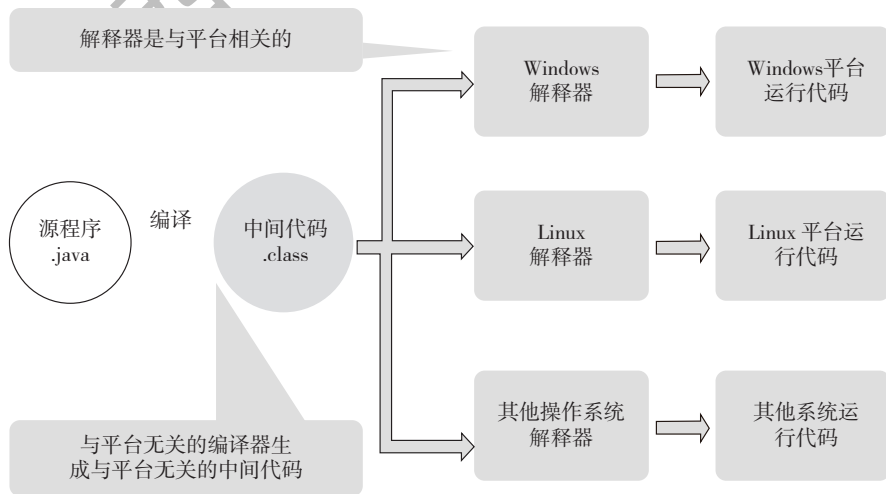 解释器是与平台相关的
Windows
解释器
Windows平台
运行代码
源程序
.java
编译
中间代码
.class
Linux
解释器
Linux 平台运
行代码
与平台无关的编译器生
成与平台无关的中间代码
其他操作系统
解释器
其他系统运
行代码